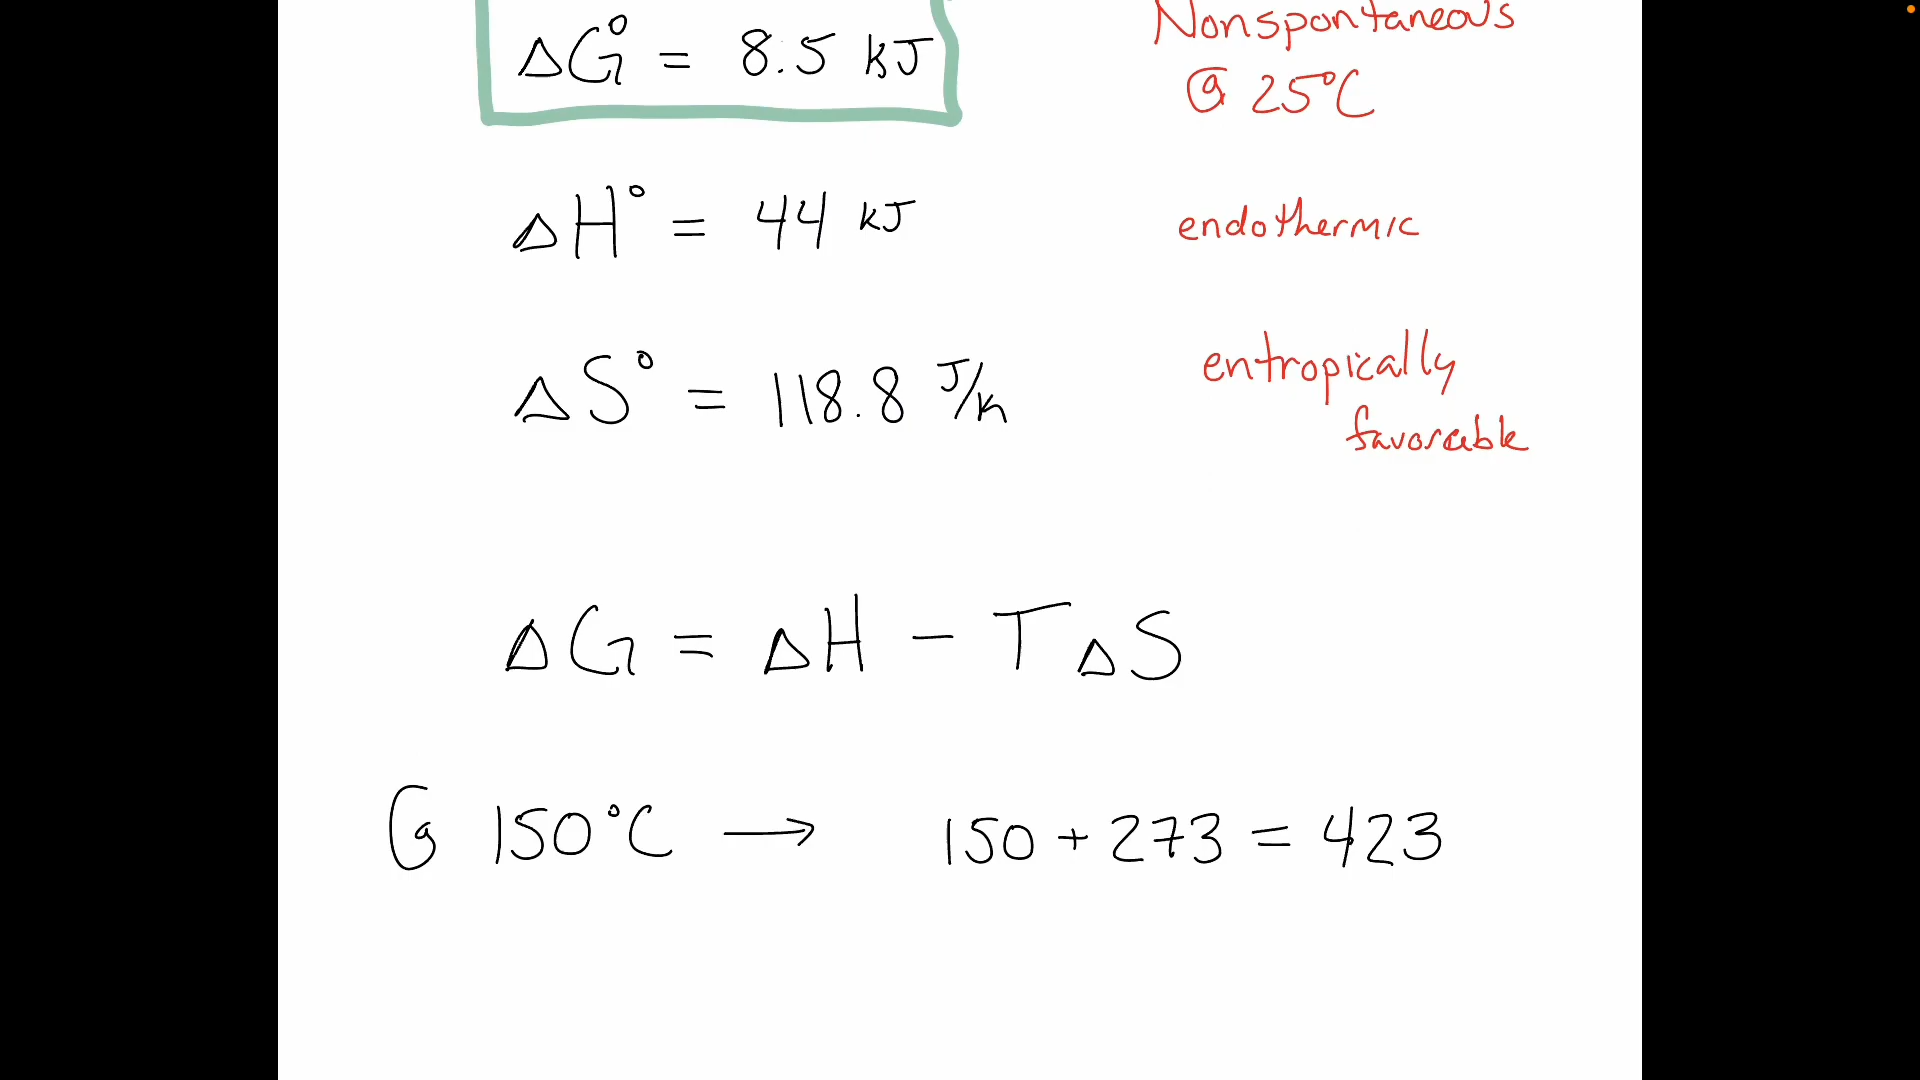 ΔG° = 8.5 kJ
Nonspontaneous
@ 25°C
ΔH° = 44 kJ
endothermic
ΔS° = 118.8 J/K
entropically
favorable
ΔG = ΔH - TΔS
@ 150°C → 150 + 273 = 423